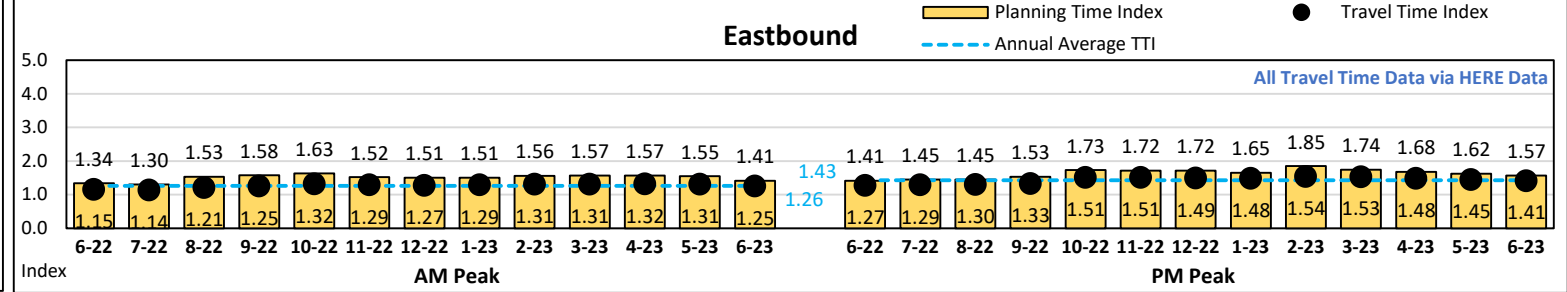 Planning Time Index
Travel Time Index
Eastbound
Annual Average TTI
All Travel Time Data via HERE Data
5.0
4.0
3.0
2.0
1.0
0.0
1.34 1.30 1.53 1.58 1.63 1.52 1.51 1.51 1.56 1.57 1.57 1.55 1.41
1.43
1.41 1.45 1.45 1.53 1.73 1.72 1.72 1.65 1.85 1.74 1.68 1.62 1.57
1.26
1.15 1.14 1.21 1.25 1.32 1.29 1.27 1.29 1.31 1.31 1.32 1.31 1.25
1.27 1.29 1.30 1.33 1.51 1.51 1.49 1.48 1.54 1.53 1.48 1.45 1.41
6-22 7-22 8-22 9-22 10-22 11-22 12-22 1-23 2-23 3-23 4-23 5-23 6-23
6-22 7-22 8-22 9-22 10-22 11-22 12-22 1-23 2-23 3-23 4-23 5-23 6-23
Index
AM Peak
PM Peak